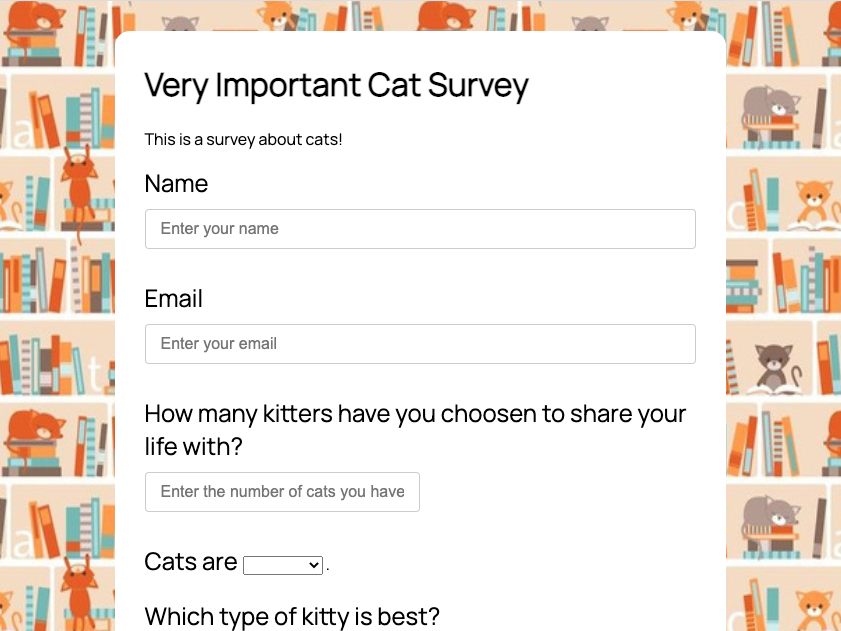 Very Important Cat Survey
This is a survey about cats!
Name
Enter your name
Email
Enter your email
How many kitters have you choosen to share your
life with?
Enter the number of cats you have
Cats are .
Which type of kitty is best?